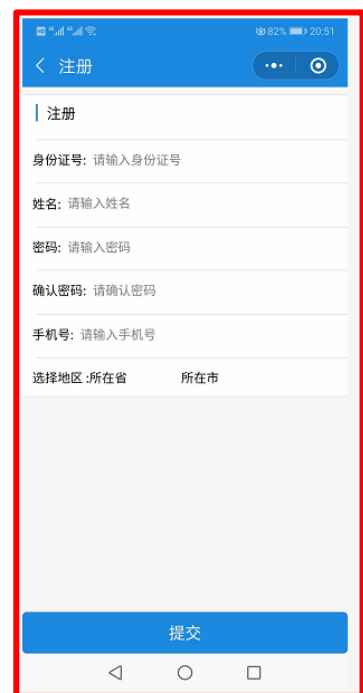 82% 20:51
注册
注册
身份证号: 请输入身份证号
姓名: 请输入姓名
密码: 请输入密码
确认密码: 请确认密码
手机号: 请输入手机号
选择地区 :所在省 所在市
提交